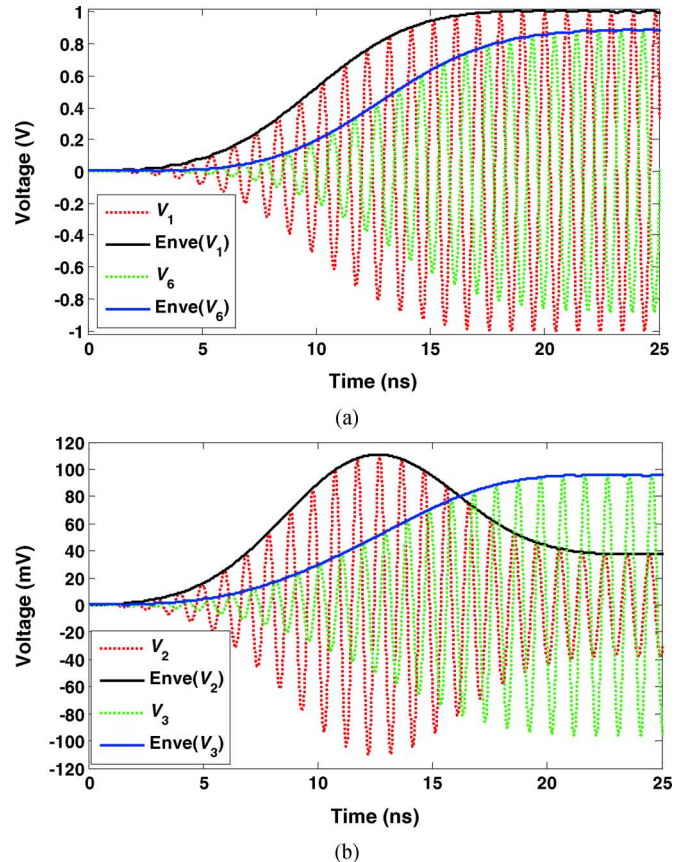 1
0.8
0.6
0.4
0.2
0
-0.2
-0.4
-0.6
-0.8
-1
Voltage (V)
V1
Enve(V1)
V6
Enve(V6)
0 5 10 15 20 25
Time (ns)
(a)
120
100
80
60
40
20
0
-20
-40
-60
-80
-100
-120
Voltage (mV)
V2
Enve(V2)
V3
Enve(V3)
0 5 10 15 20 25
Time (ns)
(b)